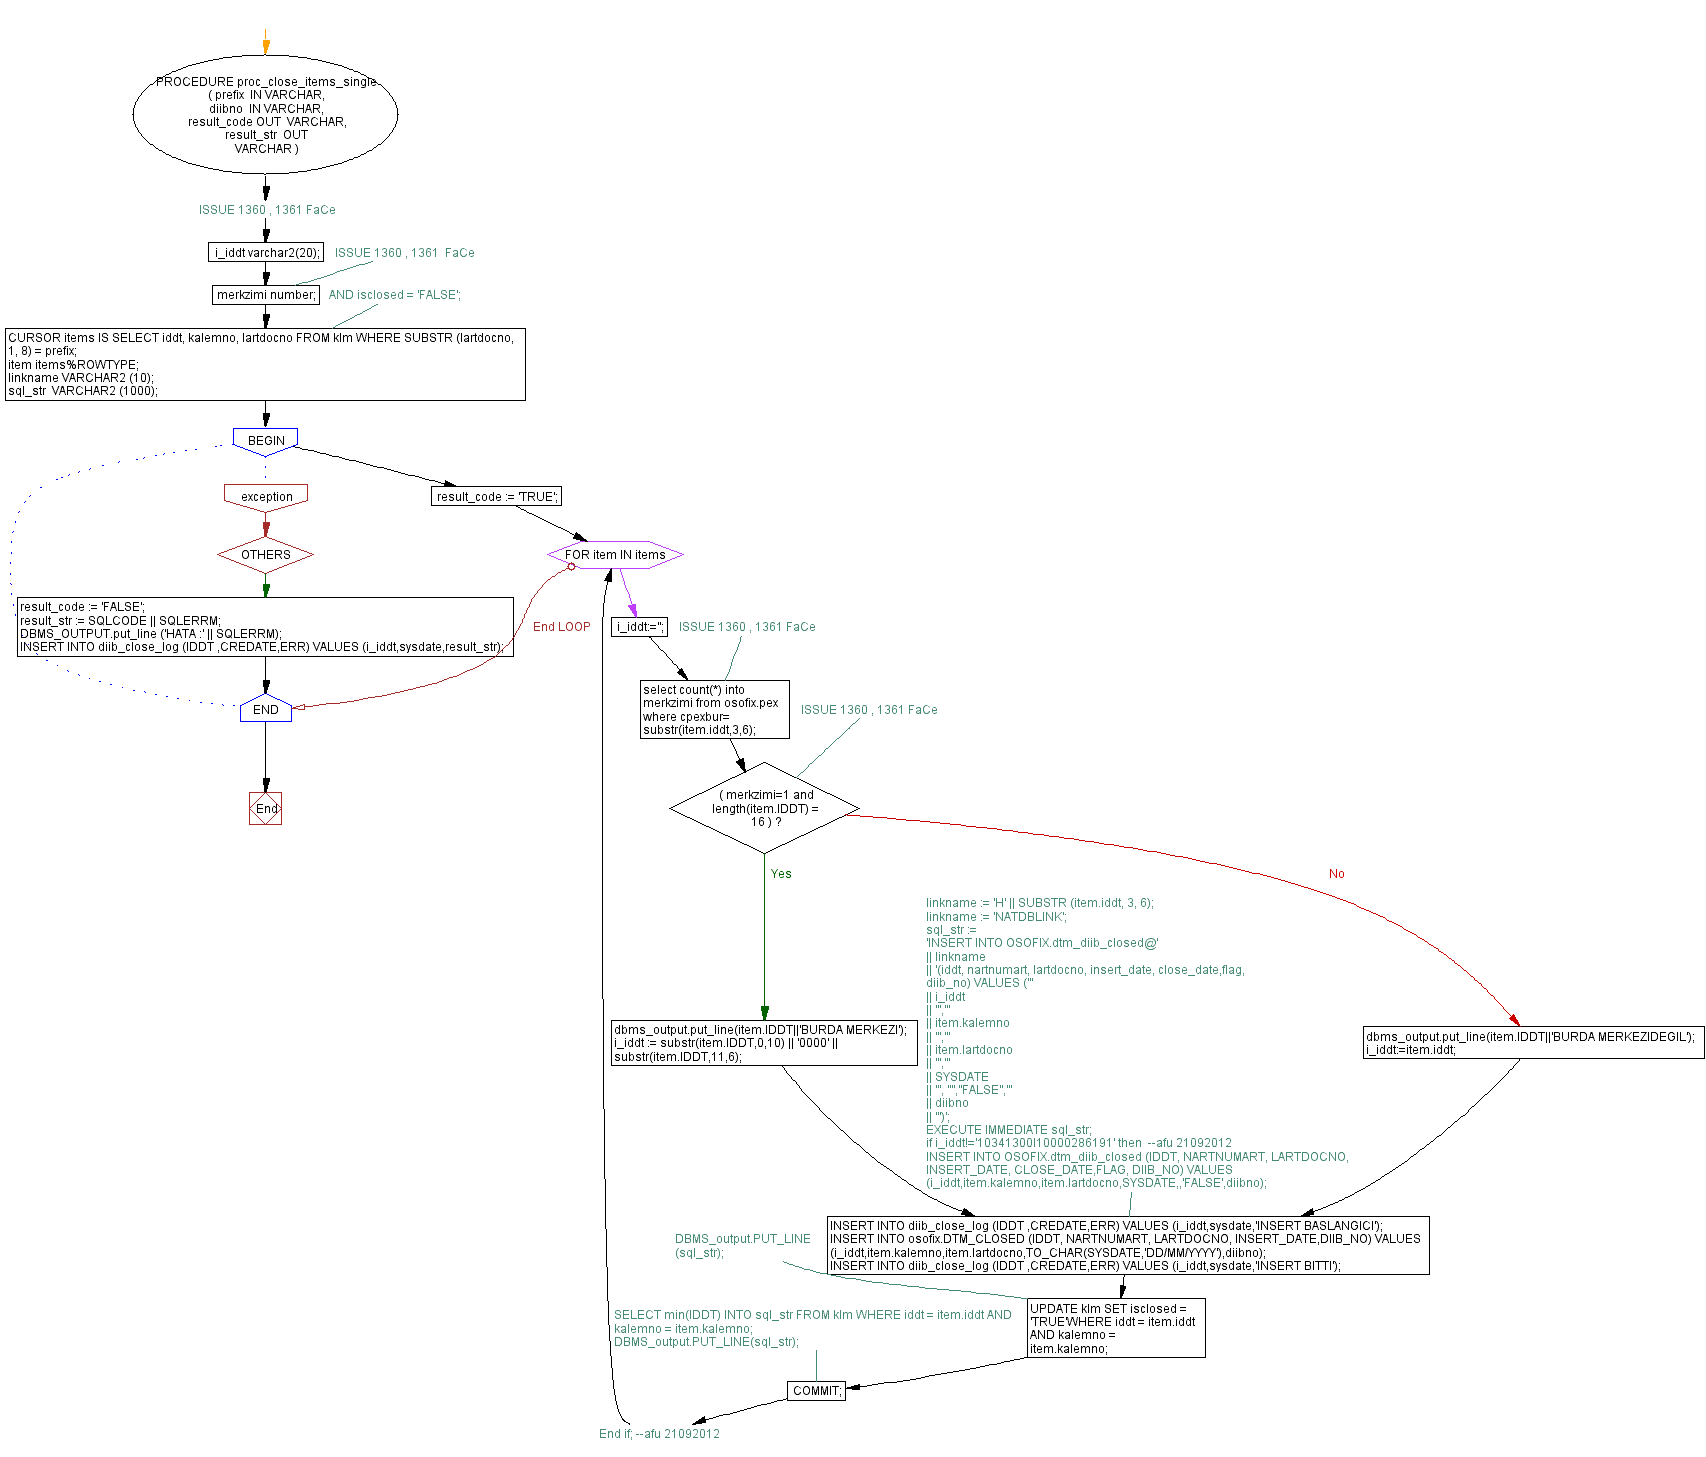 PROCEDURE proc_close_items_single
( prefix  IN VARCHAR,
diibno  IN VARCHAR,
result_code OUT  VARCHAR,
result_str  OUT
VARCHAR )
ISSUE 1360 , 1361 FaCe
i_iddt varchar2(20);
ISSUE 1360 , 1361  FaCe
merkzimi number;
AND isclosed = 'FALSE';
CURSOR items IS SELECT iddt, kalemno, lartdocno FROM klm WHERE SUBSTR (lartdocno,
1, 8) = prefix;
item items%ROWTYPE;
linkname VARCHAR2 (10);
sql_str  VARCHAR2 (1000);
BEGIN
exception
result_code := 'TRUE';
OTHERS
FOR item IN items
result_code := 'FALSE';
result_str := SQLCODE || SQLERRM;
DBMS_OUTPUT.put_line ('HATA :' || SQLERRM);
INSERT INTO diib_close_log (IDDT ,CREDATE,ERR) VALUES (i_iddt,sysdate,result_str);
End LOOP
i_iddt:='';
ISSUE 1360 , 1361 FaCe
END
select count(*) into
merkzimi from osofix.pex
where cpexbur=
substr(item.iddt,3,6);
ISSUE 1360 , 1361 FaCe
End
( merkzimi=1 and
length(item.IDDT) =
16 ) ?
Yes
No
linkname := 'H' || SUBSTR (item.iddt, 3, 6);
linkname := 'NATDBLINK';
sql_str :=
'INSERT INTO OSOFIX.dtm_diib_closed@'
|| linkname
|| '(iddt, nartnumart, lartdocno, insert_date, close_date,flag,
diib_no) VALUES ('''
|| i_iddt
|| ''','''
|| item.kalemno
|| ''','''
|| item.lartdocno
|| ''','''
|| SYSDATE
|| ''', '''',''FALSE'','''
|| diibno
|| ''')';
EXECUTE IMMEDIATE sql_str;
if i_iddt!='10341300I10000286191' then  --afu 21092012
INSERT INTO OSOFIX.dtm_diib_closed (IDDT, NARTNUMART, LARTDOCNO,
INSERT_DATE, CLOSE_DATE,FLAG, DIIB_NO) VALUES
(i_iddt,item.kalemno,item.lartdocno,SYSDATE,,'FALSE',diibno);
dbms_output.put_line(item.IDDT||'BURDA MERKEZI');
i_iddt := substr(item.IDDT,0,10) || '0000' ||
substr(item.IDDT,11,6);
dbms_output.put_line(item.IDDT||'BURDA MERKEZIDEGIL');
i_iddt:=item.iddt;
INSERT INTO diib_close_log (IDDT ,CREDATE,ERR) VALUES (i_iddt,sysdate,'INSERT BASLANGICI');
INSERT INTO osofix.DTM_CLOSED (IDDT, NARTNUMART, LARTDOCNO, INSERT_DATE,DIIB_NO) VALUES
(i_iddt,item.kalemno,item.lartdocno,TO_CHAR(SYSDATE,'DD/MM/YYYY'),diibno);
INSERT INTO diib_close_log (IDDT ,CREDATE,ERR) VALUES (i_iddt,sysdate,'INSERT BITTI');
DBMS_output.PUT_LINE
(sql_str);
UPDATE klm SET isclosed =
'TRUE'WHERE iddt = item.iddt
AND kalemno =
item.kalemno;
SELECT min(IDDT) INTO sql_str FROM klm WHERE iddt = item.iddt AND
kalemno = item.kalemno;
DBMS_output.PUT_LINE(sql_str);
COMMIT;
End if; --afu 21092012